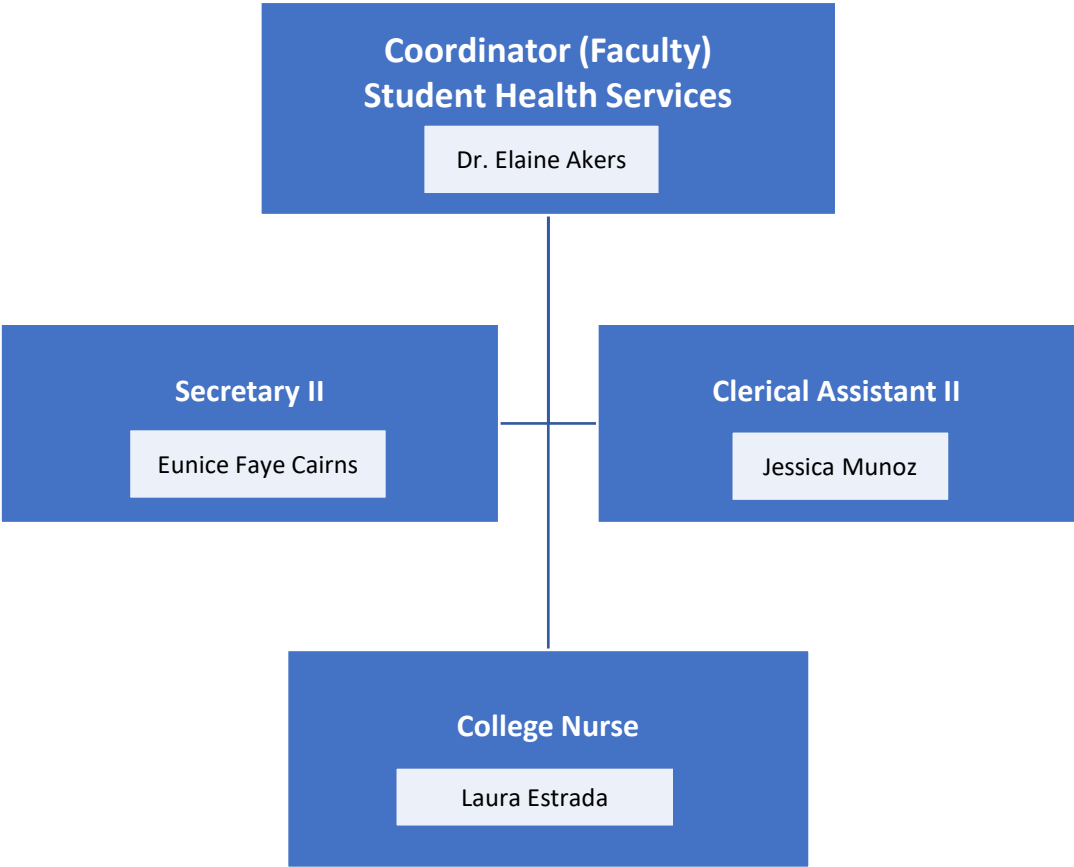 Coordinator (Faculty)
Student Health Services
Dr. Elaine Akers
Secretary II
Eunice Faye Cairns
Clerical Assistant II
Jessica Munoz
College Nurse
Laura Estrada